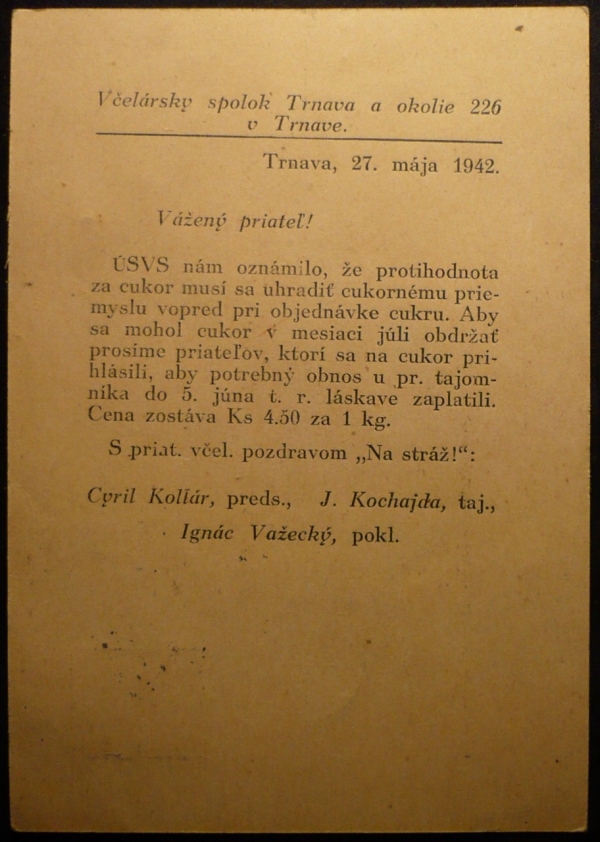 Včelársky spolok Trnava a okolie 226
v Trnave.
Trnava, 27. mája 1942.
Vážený priateľ!
ÚSVS nám oznámilo, že protihodnota
za cukor musí sa uhradiť cukornému prie-
myslu vopred pri objednávke cukru. Aby
sa mohol cukor v mesiaci júli obdržať
prosíme priateľov, ktorí sa na cukor pri-
hlásili, aby potrebný obnos u pr. tajom-
níka do 5. júna t. r. láskave zaplatili.
Cena zostáva Ks 4.50 za 1 kg.
S priat. včel. pozdravom „Na stráž!“:
Cyril Kollár, preds., J. Kochajda, taj.,
Ignác Važecký, pokl.